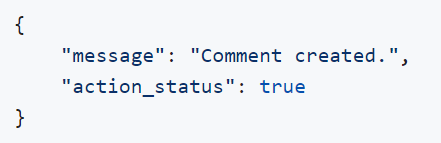 {
    "message": "Comment created.",
    "action_status": true
}